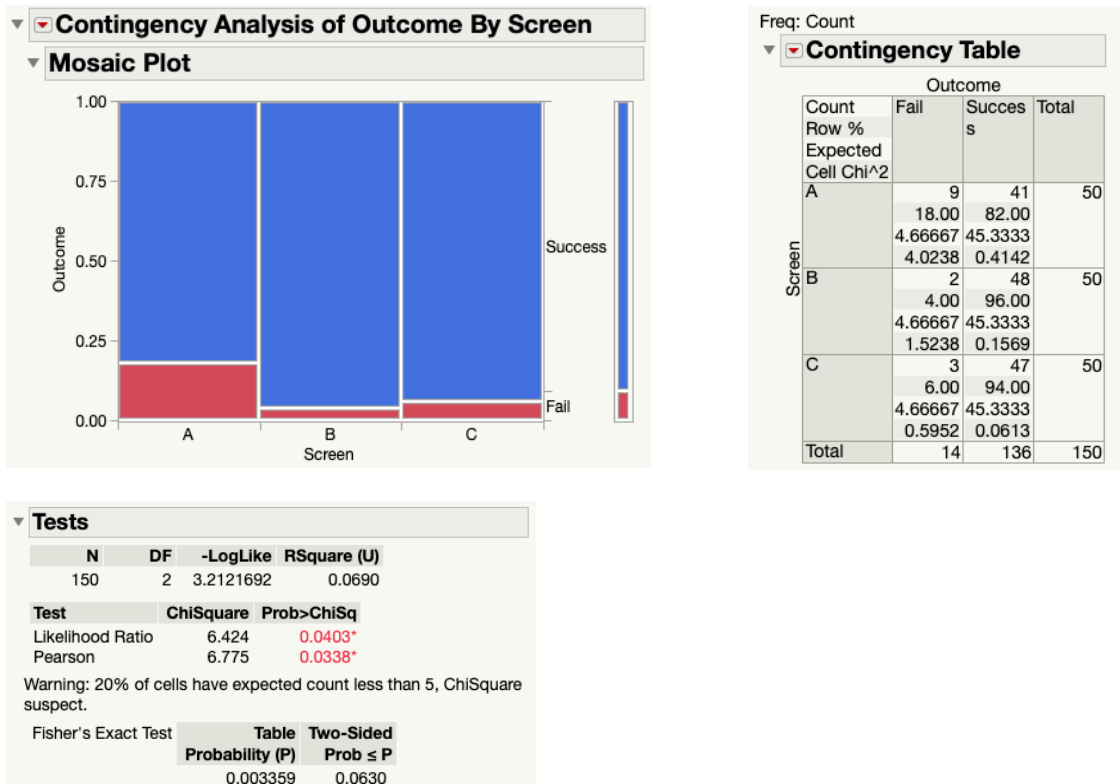 Contingency Analysis of Outcome By Screen
Mosaic Plot
1.00
0.75
0.50
0.25
0.00
Outcome
A B C
Screen
Success
Fail
Freq: Count
Contingency Table
Outcome
Count Fail Succes Total
Row % s
Expected
Cell Chi^2
Screen
A 9 41 50
18.00 82.00
4.66667 45.3333
4.0238 0.4142
B 2 48 50
4.00 96.00
4.66667 45.3333
1.5238 0.1569
C 3 47 50
6.00 94.00
4.66667 45.3333
0.5952 0.0613
Total 14 136 150
Tests
N DF -LogLike RSquare (U)
150 2 3.2121692 0.0690
Test ChiSquare Prob>ChiSq
Likelihood Ratio 6.424 0.0403*
Pearson 6.775 0.0338*
Warning: 20% of cells have expected count less than 5, ChiSquare
suspect.
Fisher's Exact Test Table Two-Sided
Probability (P) Prob ≤ P
0.003359 0.0630